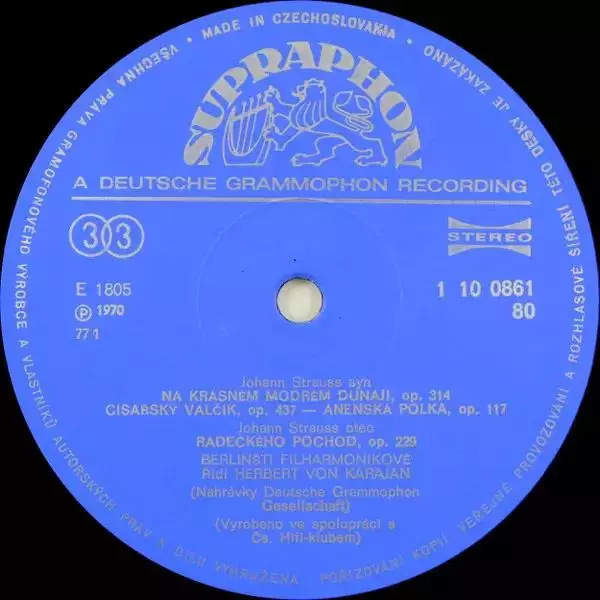 • MADE IN CZECHOSLOVAKIA •
VŠECHNA PRÁVA GRAMOFONOVÉHO VÝROBCE A VLASTNÍKŮ AUTORSKÝCH PRÁV K DÍLU VYHRAŽENA POŘIZOVÁNÍ KOPIÍ VEŘEJNÉ PROVOZOVÁNÍ A ROZHLASOVÉ ŠÍŘENÍ TÉTO DESKY JE ZAKÁZÁNO
SUPRAPHON
A DEUTSCHE GRAMMOPHON RECORDING
33
STEREO
E 1805
1 10 0861
℗ 1970
80
77 1
Johann Strauss syn
NA KRÁSNÉM MODRÉM DUNAJI, op. 314
CÍSAŘSKÝ VALČÍK, op. 437 — ANENSKÁ POLKA, op. 117
Johann Strauss otec
RADECKÉHO POCHOD, op. 229
BERLÍNŠTÍ FILHARMONIKOVÉ
Řídí HERBERT VON KARAJAN
(Nahrávky Deutsche Grammophon
Gesellschaft)
(Vyrobeno ve spolupráci s
Čs. Hifi-klubem)